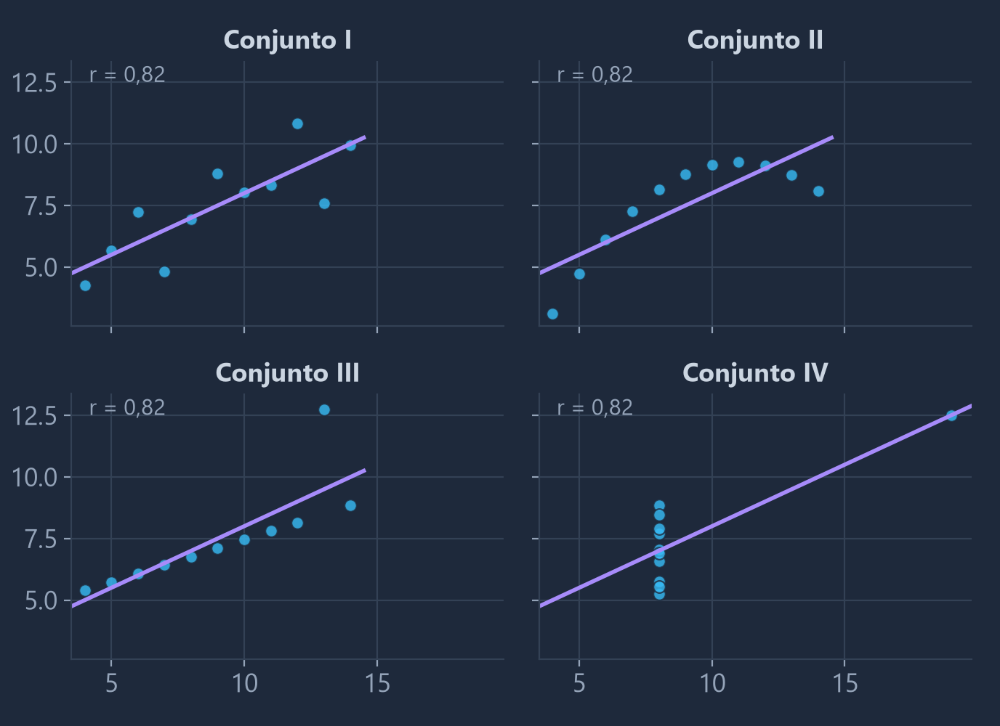 Conjunto I
r = 0,82
12.5
10.0
7.5
5.0
Conjunto II
r = 0,82
Conjunto III
r = 0,82
12.5
10.0
7.5
5.0
5 10 15
Conjunto IV
r = 0,82
5 10 15